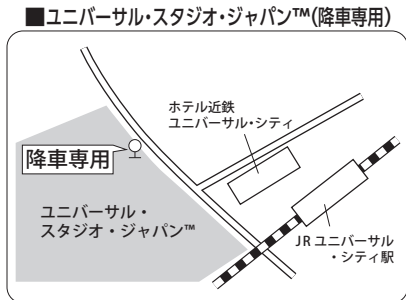 ■ユニバーサル・スタジオ・ジャパン™(降車専用)
ホテル近鉄
ユニバーサル・シティ
降車専用
ユニバーサル・
スタジオ・ジャパン™
JR ユニバーサル
・シティ駅